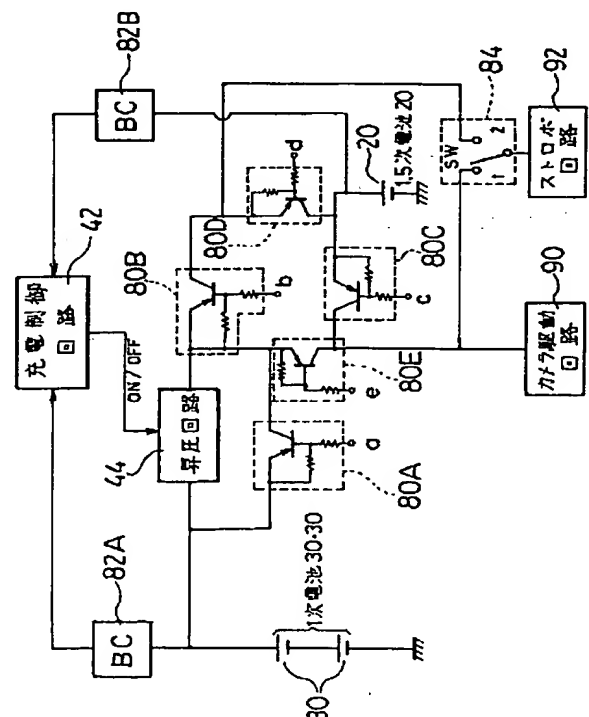 82B
BC
42
充電制御
回路
ON/OFF
82A
BC
44
昇圧回路
80B
b
80D
d
80E
e
80A
a
80C
c
1次電池30・30
30
20
1.5次電池20
SW
1
2
84
92
ストロボ
回路
90
カメラ駆動
回路